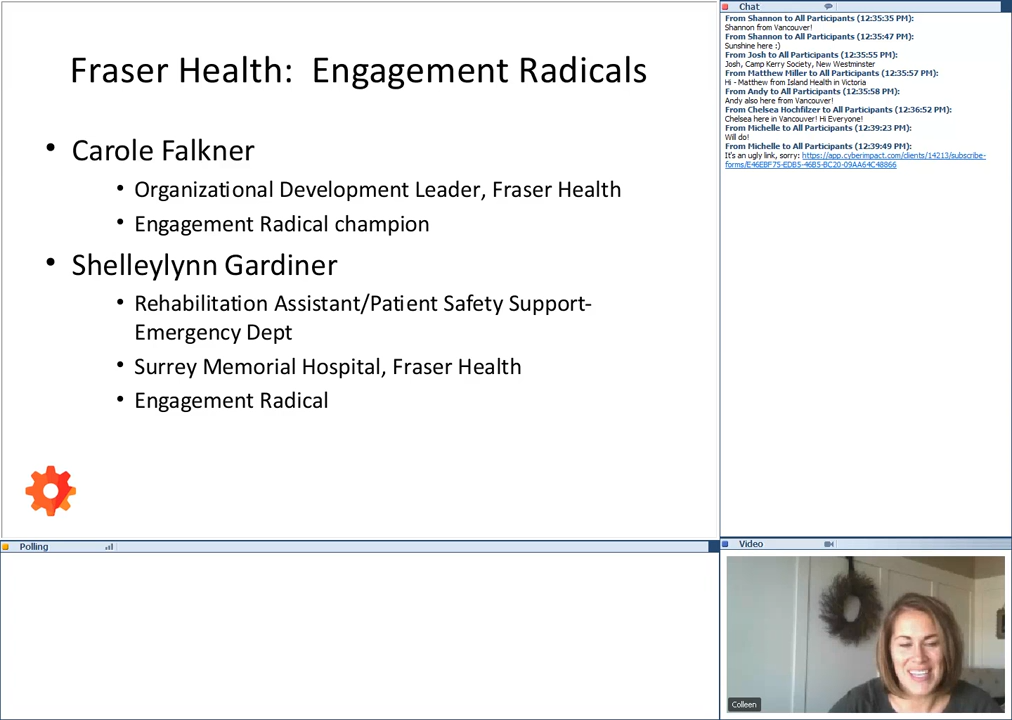 Fraser Health:  Engagement Radicals
• Carole Falkner
• Organizational Development Leader, Fraser Health
• Engagement Radical champion
• Shelleylynn Gardiner
• Rehabilitation Assistant/Patient Safety Support-
Emergency Dept
• Surrey Memorial Hospital, Fraser Health
• Engagement Radical
Chat
From Shannon to All Participants (12:35:35 PM):
Shannon from Vancouver!
From Shannon to All Participants (12:35:47 PM):
Sunshine here :)
From Josh to All Participants (12:35:55 PM):
Josh, Camp Kerry Society, New Westminster
From Matthew Miller to All Participants (12:35:57 PM):
Hi - Matthew from Island Health in Victoria
From Andy to All Participants (12:35:58 PM):
Andy also here from Vancouver!
From Chelsea Hochfilzer to All Participants (12:36:52 PM):
Chelsea here in Vancouver! Hi Everyone!
From Michelle to All Participants (12:39:23 PM):
Will do!
From Michelle to All Participants (12:39:49 PM):
It's an ugly link, sorry: https://app.cyberimpact.com/clients/14213/subscribe-
forms/E46EBF75-EDB5-46B5-BC20-09AA64C48866
Polling
Video
Colleen